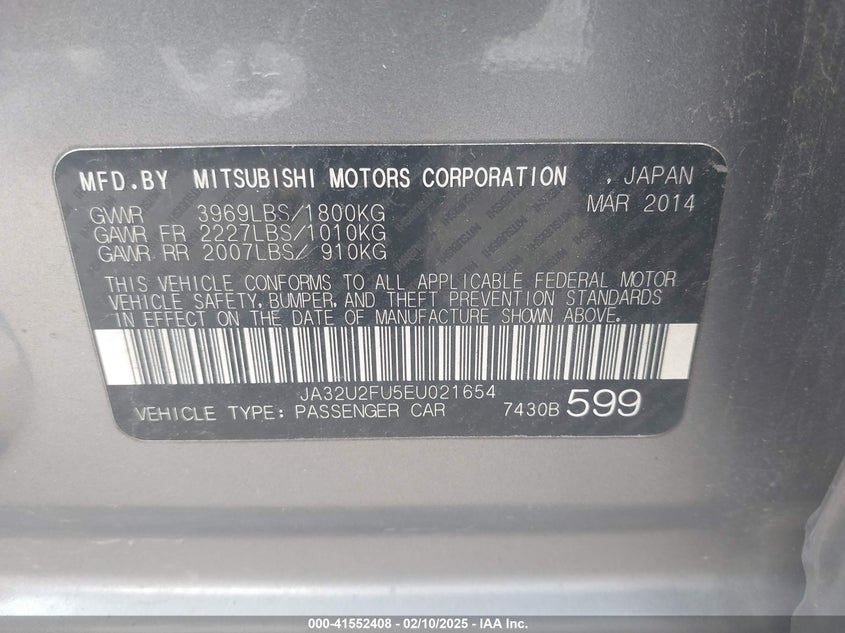 MFD.BY MITSUBISHI MOTORS CORPORATION , JAPAN
MAR 2014
GVWR 3969LBS/1800KG
GAWR FR 2227LBS/1010KG
GAWR RR 2007LBS/ 910KG
THIS VEHICLE CONFORMS TO ALL APPLICABLE FEDERAL MOTOR
VEHICLE SAFETY, BUMPER, AND THEFT PREVENTION STANDARDS
IN EFFECT ON THE DATE OF MANUFACTURE SHOWN ABOVE.
JA32U2FU5EU021654
VEHICLE TYPE: PASSENGER CAR 7430B 599
000-41552408 - 02/10/2025 - IAA Inc.